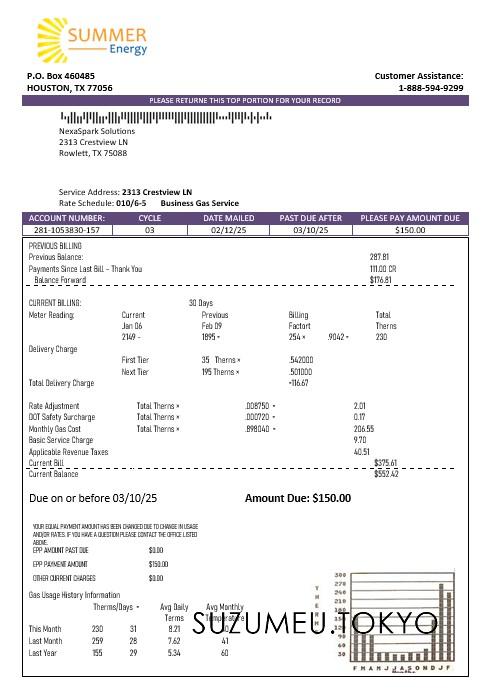 SUMMER
Energy
P.O. Box 460485
HOUSTON, TX 77056
Customer Assistance:
1-888-594-9299
PLEASE RETURNE THIS TOP PORTION FOR YOUR RECORD
NexaSpark Solutions
2313 Crestview LN
Rowlett, TX 75088
Service Address: 2313 Crestview LN
Rate Schedule: 010/6-5 Business Gas Service
ACCOUNT NUMBER: CYCLE DATE MAILED PAST DUE AFTER PLEASE PAY AMOUNT DUE
281-1053830-157 03 02/12/25 03/10/25 $150.00
PREVIOUS BILLING
Previous Balance: 287.81
Payments Since Last Bill - Thank You 111.00 CR
Balance Forward $176.81
CURRENT BILLING: 30 Days
Meter Reading: Current Previous Billing Total
Jan 06 Feb 09 Factort Therns
2149 - 1895 = 254 × .9042 = 230
Delivery Charge
First Tier 35 Therns × .542000
Next Tier 195 Therns × .501000
Total Delivery Charge =116.67
Rate Adjustment Total Therns × .008750 = 2.01
DOT Safety Surcharge Total Therns × .000720 = 0.17
Monthly Gas Cost Total Therns × .898040 = 206.55
Basic Service Charge 9.70
Applicable Revenue Taxes 40.51
Current Bill $375.61
Current Balance $552.42
Due on or before 03/10/25 Amount Due: $150.00
YOUR EQUAL PAYMENT AMOUNT HAS BEEN CHANGED DUE TO CHANGE IN USAGE
AND/OR RATES. IF YOU HAVE A QUESTION PLEASE CONTACT THE OFFICE LISTED
ABOVE.
EPP AMOUNT PAST DUE $0.00
EPP PAYMENT $150.00
OTHER CURRENT CHARGES $0.00
Gas Usage History Information
Therms/Days Avg Daily Avg Monthly
Terms Temperature
This Month 230 31 8.21
Last Month 259 28 7.62 41
Last Year 155 29 5.34 60
SUZUMEU.TOKYO
T
H
E
R
M
300
270
240
210
180
150
90
60
30
F M A M J J A S O N D J F